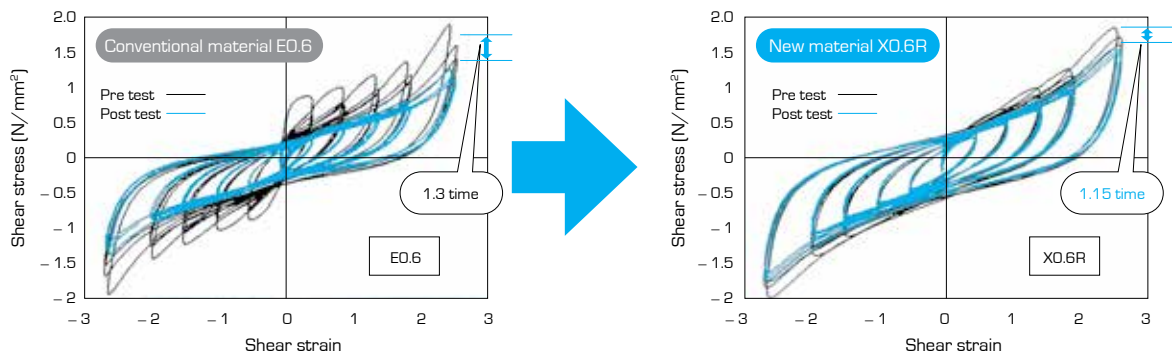 Conventional material E0.6
Shear stress (N/mm²)
2.0
1.5
1.0
0.5
0
– 0.5
– 1
– 1.5
– 2
Pre test
Post test
1.3 time
E0.6
– 3
– 2
– 1
0
1
2
3
Shear strain
New material X0.6R
Shear stress (N/mm²)
2.0
1.5
1.0
0.5
0
– 0.5
– 1
– 1.5
– 2
Pre test
Post test
1.15 time
X0.6R
– 3
– 2
– 1
0
1
2
3
Shear strain